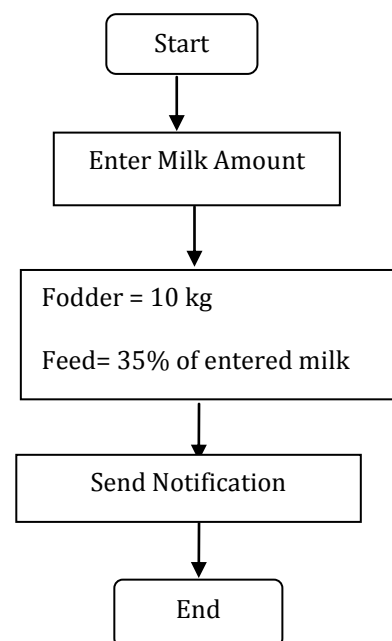 Start
Enter Milk Amount
Fodder = 10 kg
Feed= 35% of entered milk
Send Notification
End